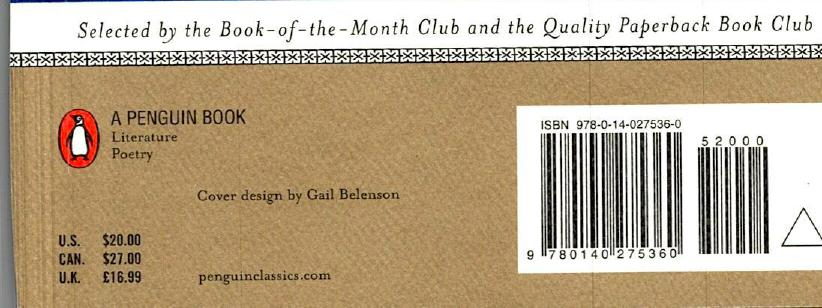 Selected by the Book-of-the-Month Club and the Quality Paperback Book Club
A PENGUIN BOOK
Literature
Poetry
Cover design by Gail Belenson
U.S. $20.00
CAN. $27.00
U.K. £16.99
penguinclassics.com
ISBN 978-0-14-027536-0
52000
9 780140 275360